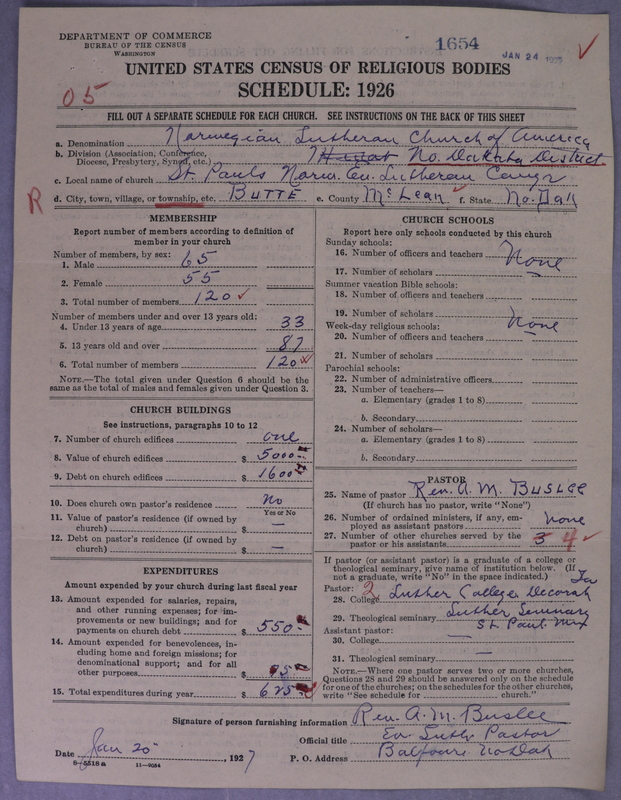 DEPARTMENT OF COMMERCE
BUREAU OF THE CENSUS
WASHINGTON
1654
JAN 24
UNITED STATES CENSUS OF RELIGIOUS BODIES
SCHEDULE: 1926
05
FILL OUT A SEPARATE SCHEDULE FOR EACH CHURCH. SEE INSTRUCTIONS ON THE BACK OF THIS SHEET
a. Denomination Norwegian Lutheran Church of America
b. Division (Association, Conference, Diocese, Presbytery, Synod, etc.) No. Dakota District
c. Local name of church St. Pauls Norw. Ev. Lutheran Congr
R d. City, town, village, or township, etc. BUTTE e. County McLean f. State No. Dak
MEMBERSHIP
Report number of members according to definition of
member in your church
Number of members, by sex:
1. Male 65
2. Female 55
3. Total number of members 120
Number of members under and over 13 years old:
4. Under 13 years of age 33
5. 13 years old and over 87
6. Total number of members 120
NOTE.—The total given under Question 6 should be the
same as the total of males and females given under Question 3.
CHURCH BUILDINGS
See instructions, paragraphs 10 to 12
7. Number of church edifices one
8. Value of church edifices $ 5000
9. Debt on church edifices $ 1600
10. Does church own pastor's residence No
Yes or No
11. Value of pastor's residence (if owned by
church) $ —
12. Debt on pastor's residence (if owned by
church) $ —
EXPENDITURES
Amount expended by your church during last fiscal year
13. Amount expended for salaries, repairs,
and other running expenses; for im-
provements or new buildings; and for
payments on church debt $ 550
14. Amount expended for benevolences, in-
cluding home and foreign missions; for
denominational support; and for all
other purposes $
15. Total expenditures during year $ 625
CHURCH SCHOOLS
Report here only schools conducted by this church
Sunday schools:
16. Number of officers and teachers None
17. Number of scholars
Summer vacation Bible schools:
18. Number of officers and teachers
19. Number of scholars None
Week-day religious schools:
20. Number of officers and teachers
21. Number of scholars
Parochial schools:
22. Number of administrative officers
23. Number of teachers—
a. Elementary (grades 1 to 8)
b. Secondary
24. Number of scholars—
a. Elementary (grades 1 to 8)
b. Secondary
PASTOR
25. Name of pastor Rev. A. M. BUSLEE
(If church has no pastor, write "None")
26. Number of ordained ministers, if any, em-
ployed as assistant pastors None
27. Number of other churches served by the
pastor or his assistants 3 4
If pastor (or assistant pastor) is a graduate of a college or
theological seminary, give name of institution below. (If
not a graduate, write "No" in the space indicated.)
Pastor: 2
28. College Luther College Decorah Ia
29. Theological seminary Luther Seminary
St. Paul. Minn
Assistant pastor:
30. College —
31. Theological seminary —
NOTE.—Where one pastor serves two or more churches,
Questions 28 and 29 should be answered only on the schedule
for one of the churches; on the schedules for the other churches,
write "See schedule for church."
Signature of person furnishing information Rev. A. M. Buslee
Official title Ev. Luth. Pastor
Date Jan 20 , 1927 P. O. Address Balfour No Dak
8—5518 a 11—9054